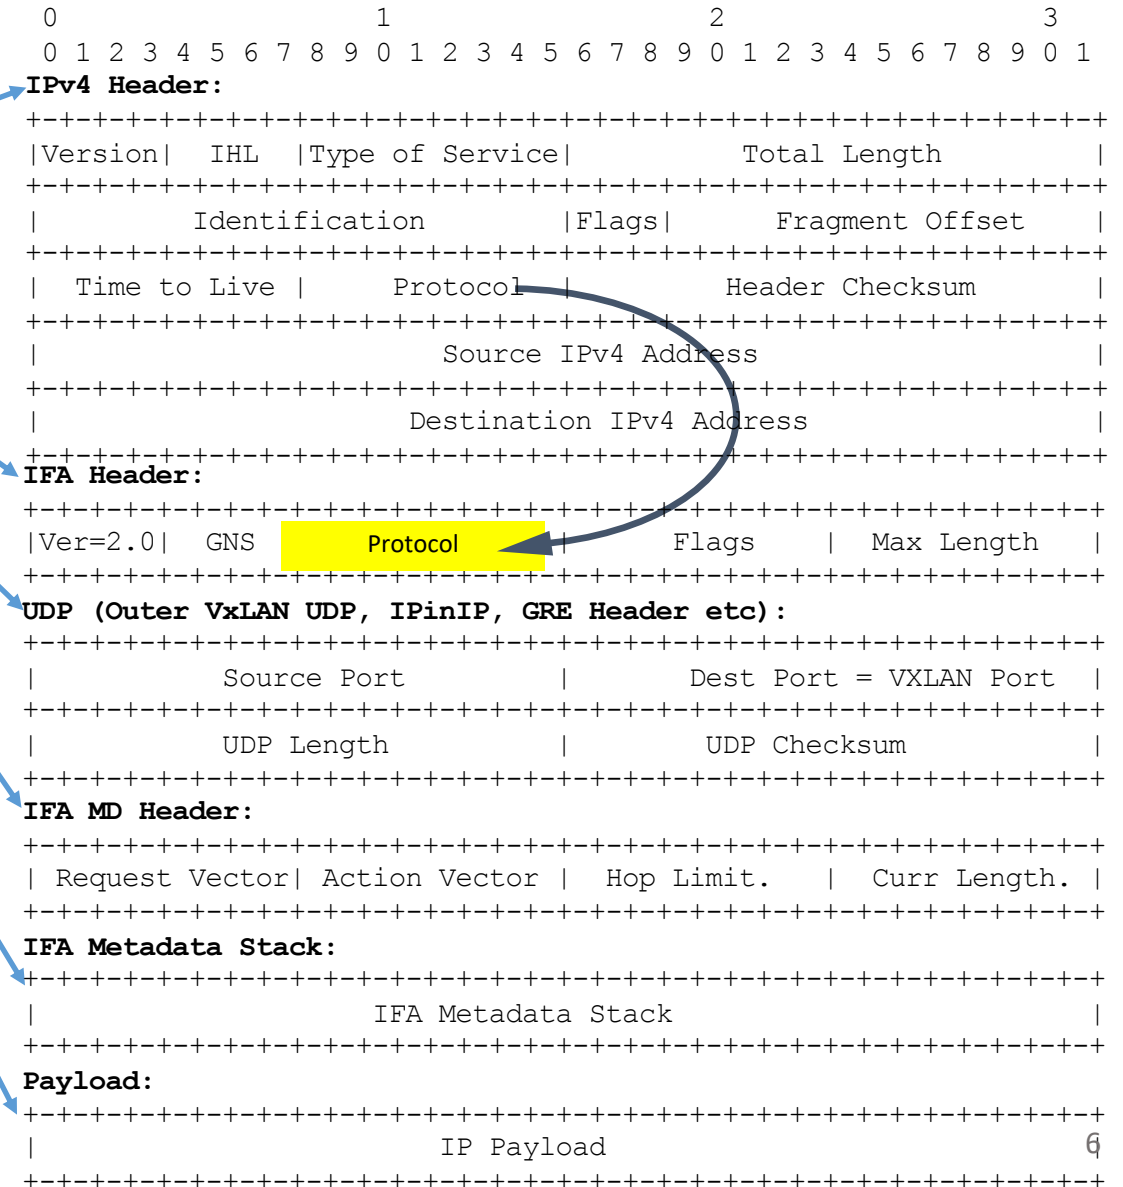 0                   1                   2                   3
0 1 2 3 4 5 6 7 8 9 0 1 2 3 4 5 6 7 8 9 0 1 2 3 4 5 6 7 8 9 0 1
IPv4 Header:
+-+-+-+-+-+-+-+-+-+-+-+-+-+-+-+-+-+-+-+-+-+-+-+-+-+-+-+-+-+-+-+-+
|Version|  IHL  |Type of Service|          Total Length         |
+-+-+-+-+-+-+-+-+-+-+-+-+-+-+-+-+-+-+-+-+-+-+-+-+-+-+-+-+-+-+-+-+
|         Identification        |Flags|      Fragment Offset    |
+-+-+-+-+-+-+-+-+-+-+-+-+-+-+-+-+-+-+-+-+-+-+-+-+-+-+-+-+-+-+-+-+
|  Time to Live |     Protocol  |         Header Checksum       |
+-+-+-+-+-+-+-+-+-+-+-+-+-+-+-+-+-+-+-+-+-+-+-+-+-+-+-+-+-+-+-+-+
|                        Source IPv4 Address                    |
+-+-+-+-+-+-+-+-+-+-+-+-+-+-+-+-+-+-+-+-+-+-+-+-+-+-+-+-+-+-+-+-+
|                      Destination IPv4 Address                 |
+-+-+-+-+-+-+-+-+-+-+-+-+-+-+-+-+-+-+-+-+-+-+-+-+-+-+-+-+-+-+-+-+
IFA Header:
+-+-+-+-+-+-+-+-+-+-+-+-+-+-+-+-+-+-+-+-+-+-+-+-+-+-+-+-+-+-+-+-+
|Ver=2.0|  GNS     Protocol     |      Flags    |  Max Length   |
+-+-+-+-+-+-+-+-+-+-+-+-+-+-+-+-+-+-+-+-+-+-+-+-+-+-+-+-+-+-+-+-+
UDP (Outer VxLAN UDP, IPinIP, GRE Header etc):
+-+-+-+-+-+-+-+-+-+-+-+-+-+-+-+-+-+-+-+-+-+-+-+-+-+-+-+-+-+-+-+-+
|           Source Port         |       Dest Port = VXLAN Port  |
+-+-+-+-+-+-+-+-+-+-+-+-+-+-+-+-+-+-+-+-+-+-+-+-+-+-+-+-+-+-+-+-+
|           UDP Length          |        UDP Checksum           |
+-+-+-+-+-+-+-+-+-+-+-+-+-+-+-+-+-+-+-+-+-+-+-+-+-+-+-+-+-+-+-+-+
IFA MD Header:
+-+-+-+-+-+-+-+-+-+-+-+-+-+-+-+-+-+-+-+-+-+-+-+-+-+-+-+-+-+-+-+-+
| Request Vector| Action Vector |  Hop Limit.   |  Curr Length. |
+-+-+-+-+-+-+-+-+-+-+-+-+-+-+-+-+-+-+-+-+-+-+-+-+-+-+-+-+-+-+-+-+
IFA Metadata Stack:
+-+-+-+-+-+-+-+-+-+-+-+-+-+-+-+-+-+-+-+-+-+-+-+-+-+-+-+-+-+-+-+-+
|                    IFA Metadata Stack                         |
+-+-+-+-+-+-+-+-+-+-+-+-+-+-+-+-+-+-+-+-+-+-+-+-+-+-+-+-+-+-+-+-+
Payload:
+-+-+-+-+-+-+-+-+-+-+-+-+-+-+-+-+-+-+-+-+-+-+-+-+-+-+-+-+-+-+-+-+
|                        IP Payload                             |
6
+-+-+-+-+-+-+-+-+-+-+-+-+-+-+-+-+-+-+-+-+-+-+-+-+-+-+-+-+-+-+-+-+